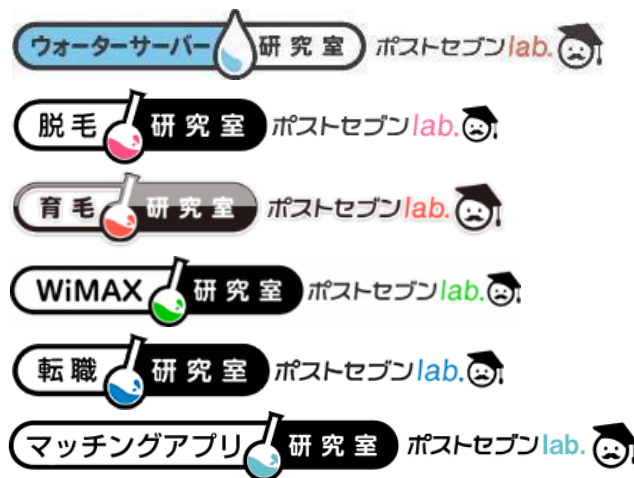 ウォーターサーバー研究室 ポストセブンlab.
脱毛研究室 ポストセブンlab.
育毛研究室 ポストセブンlab.
WiMAX研究室 ポストセブンlab.
転職研究室 ポストセブンlab.
マッチングアプリ研究室 ポストセブンlab.